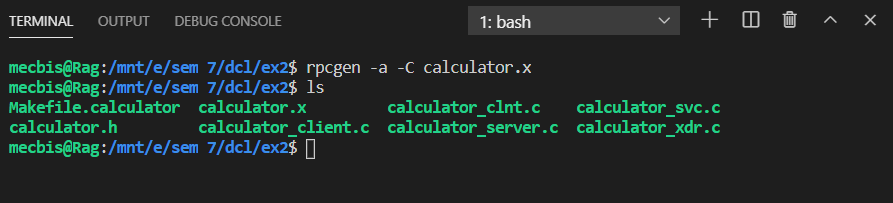 TERMINAL OUTPUT DEBUG CONSOLE 1: bash
mecbis@Rag:/mnt/e/sem 7/dcl/ex2$ rpcgen -a -C calculator.x
mecbis@Rag:/mnt/e/sem 7/dcl/ex2$ ls
Makefile.calculator calculator.x calculator_clnt.c calculator_svc.c
calculator.h calculator_client.c calculator_server.c calculator_xdr.c
mecbis@Rag:/mnt/e/sem 7/dcl/ex2$